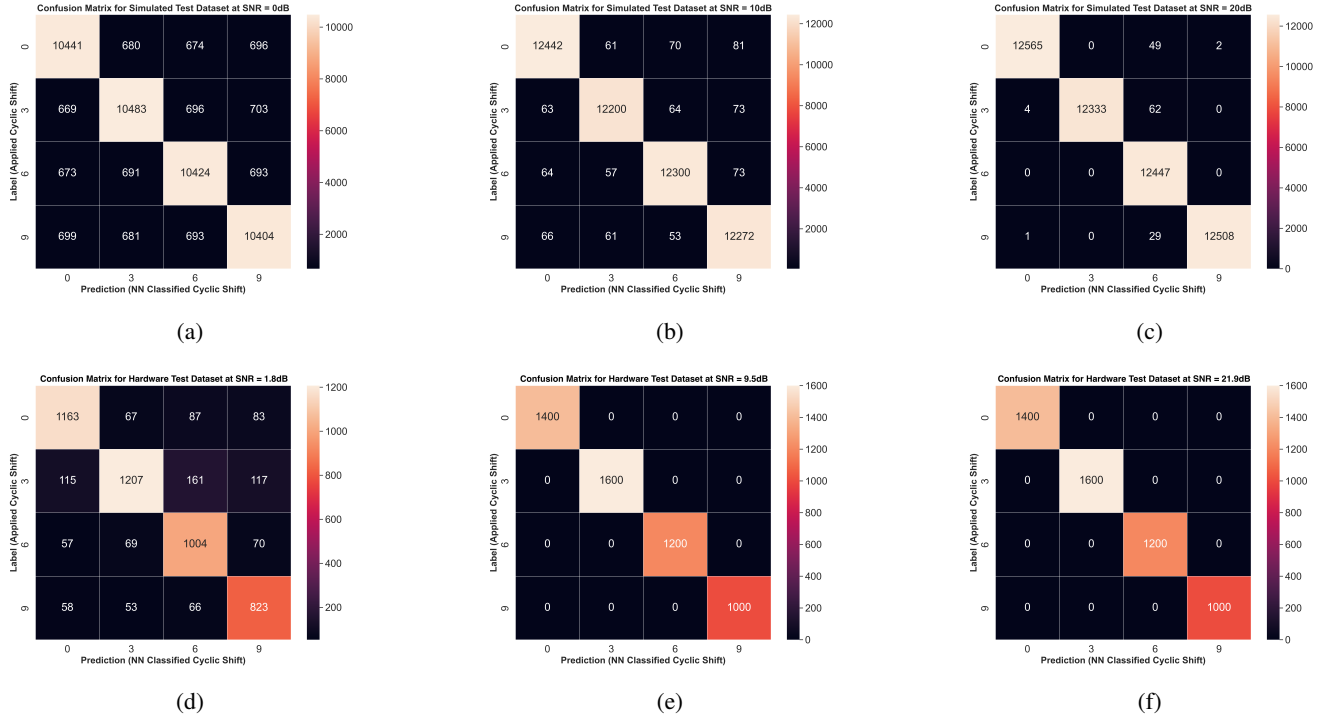 Confusion Matrix for Simulated Test Dataset at SNR = 0dB
Label (Applied Cyclic Shift)
0 10441 680 674 696
3 669 10483 696 703
6 673 691 10424 693
9 699 681 693 10404
0 3 6 9
Prediction (NN Classified Cyclic Shift)
10000
8000
6000
4000
2000
(a)
Confusion Matrix for Simulated Test Dataset at SNR = 10dB
Label (Applied Cyclic Shift)
0 12442 61 70 81
3 63 12200 64 73
6 64 57 12300 73
9 66 61 53 12272
0 3 6 9
Prediction (NN Classified Cyclic Shift)
12000
10000
8000
6000
4000
2000
(b)
Confusion Matrix for Simulated Test Dataset at SNR = 20dB
Label (Applied Cyclic Shift)
0 12565 0 49 2
3 4 12333 62 0
6 0 0 12447 0
9 1 0 29 12508
0 3 6 9
Prediction (NN Classified Cyclic Shift)
12000
10000
8000
6000
4000
2000
0
(c)
Confusion Matrix for Hardware Test Dataset at SNR = 1.8dB
Label (Applied Cyclic Shift)
0 1163 67 87 83
3 115 1207 161 117
6 57 69 1004 70
9 58 53 66 823
0 3 6 9
Prediction (NN Classified Cyclic Shift)
1200
1000
800
600
400
200
(d)
Confusion Matrix for Hardware Test Dataset at SNR = 9.5dB
Label (Applied Cyclic Shift)
0 1400 0 0 0
3 0 1600 0 0
6 0 0 1200 0
9 0 0 0 1000
0 3 6 9
Prediction (NN Classified Cyclic Shift)
1600
1400
1200
1000
800
600
400
200
0
(e)
Confusion Matrix for Hardware Test Dataset at SNR = 21.9dB
Label (Applied Cyclic Shift)
0 1400 0 0 0
3 0 1600 0 0
6 0 0 1200 0
9 0 0 0 1000
0 3 6 9
Prediction (NN Classified Cyclic Shift)
1600
1400
1200
1000
800
600
400
200
0
(f)